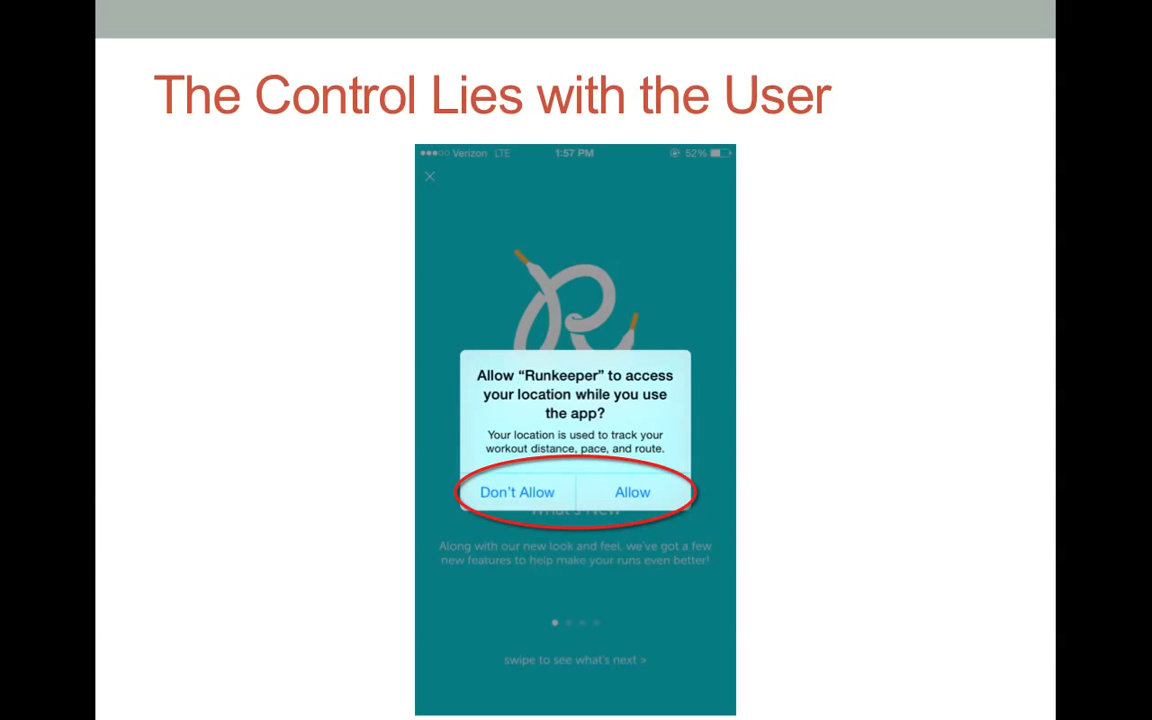 The Control Lies with the User
Verizon LTE 1:57 PM 52%
Allow “Runkeeper” to access
your location while you use
the app?
Your location is used to track your
workout distance, pace, and route.
Don’t Allow Allow
What's New
Along with our new look and feel, we've got a few
new features to help make your runs even better!
swipe to see what's next >